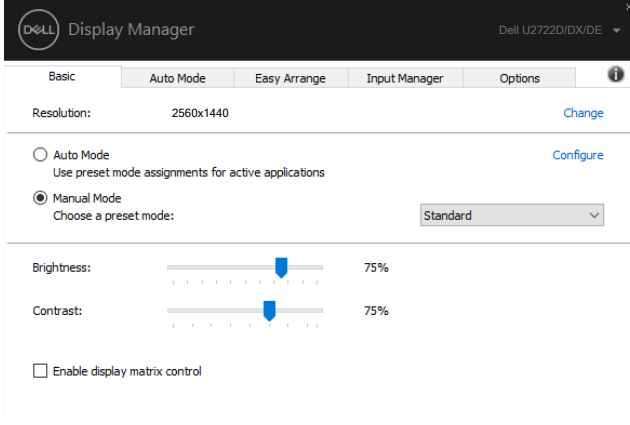 DELL Display Manager Dell U2722D/DX/DE
Basic Auto Mode Easy Arrange Input Manager Options
Resolution: 2560x1440 Change
Auto Mode Configure
Use preset mode assignments for active applications
Manual Mode
Choose a preset mode: Standard
Brightness: 75%
Contrast: 75%
Enable display matrix control